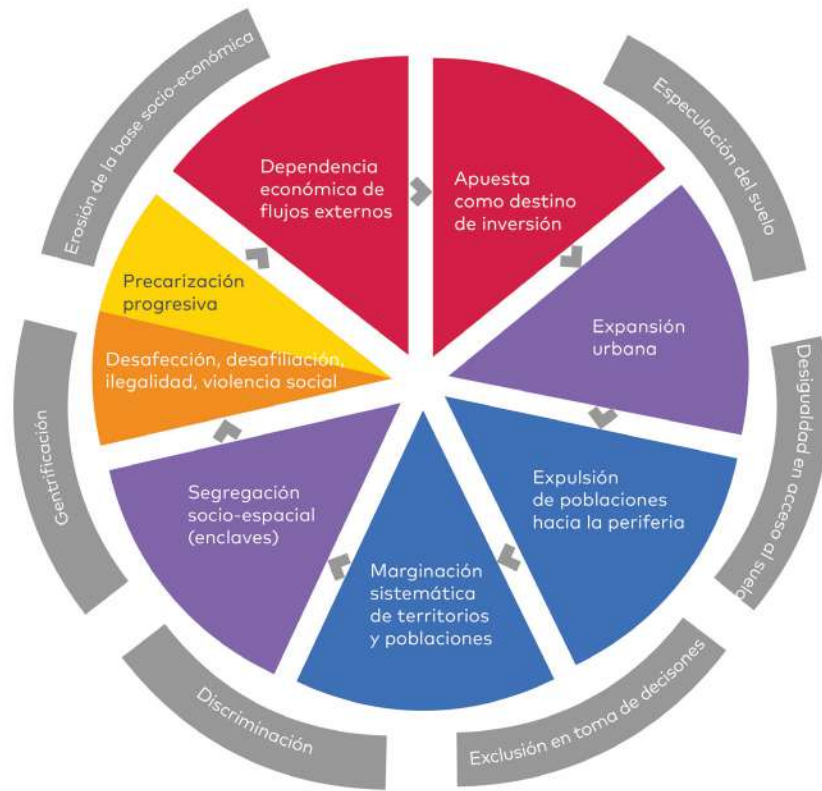 Dependencia
económica de
flujos externos
Apuesta
como destino
de inversión
Expansión
urbana
Expulsión
de poblaciones
hacia la periferia
Marginación
sistemática
de territorios
y poblaciones
Segregación
socio-espacial
(enclaves)
Desafección, desafiliación,
ilegalidad, violencia social
Precarización
progresiva
Erosión de la base socio-económica
Especulación del suelo
Desigualdad en acceso al suelo
Exclusión en toma de decisones
Discriminación
Gentrificación